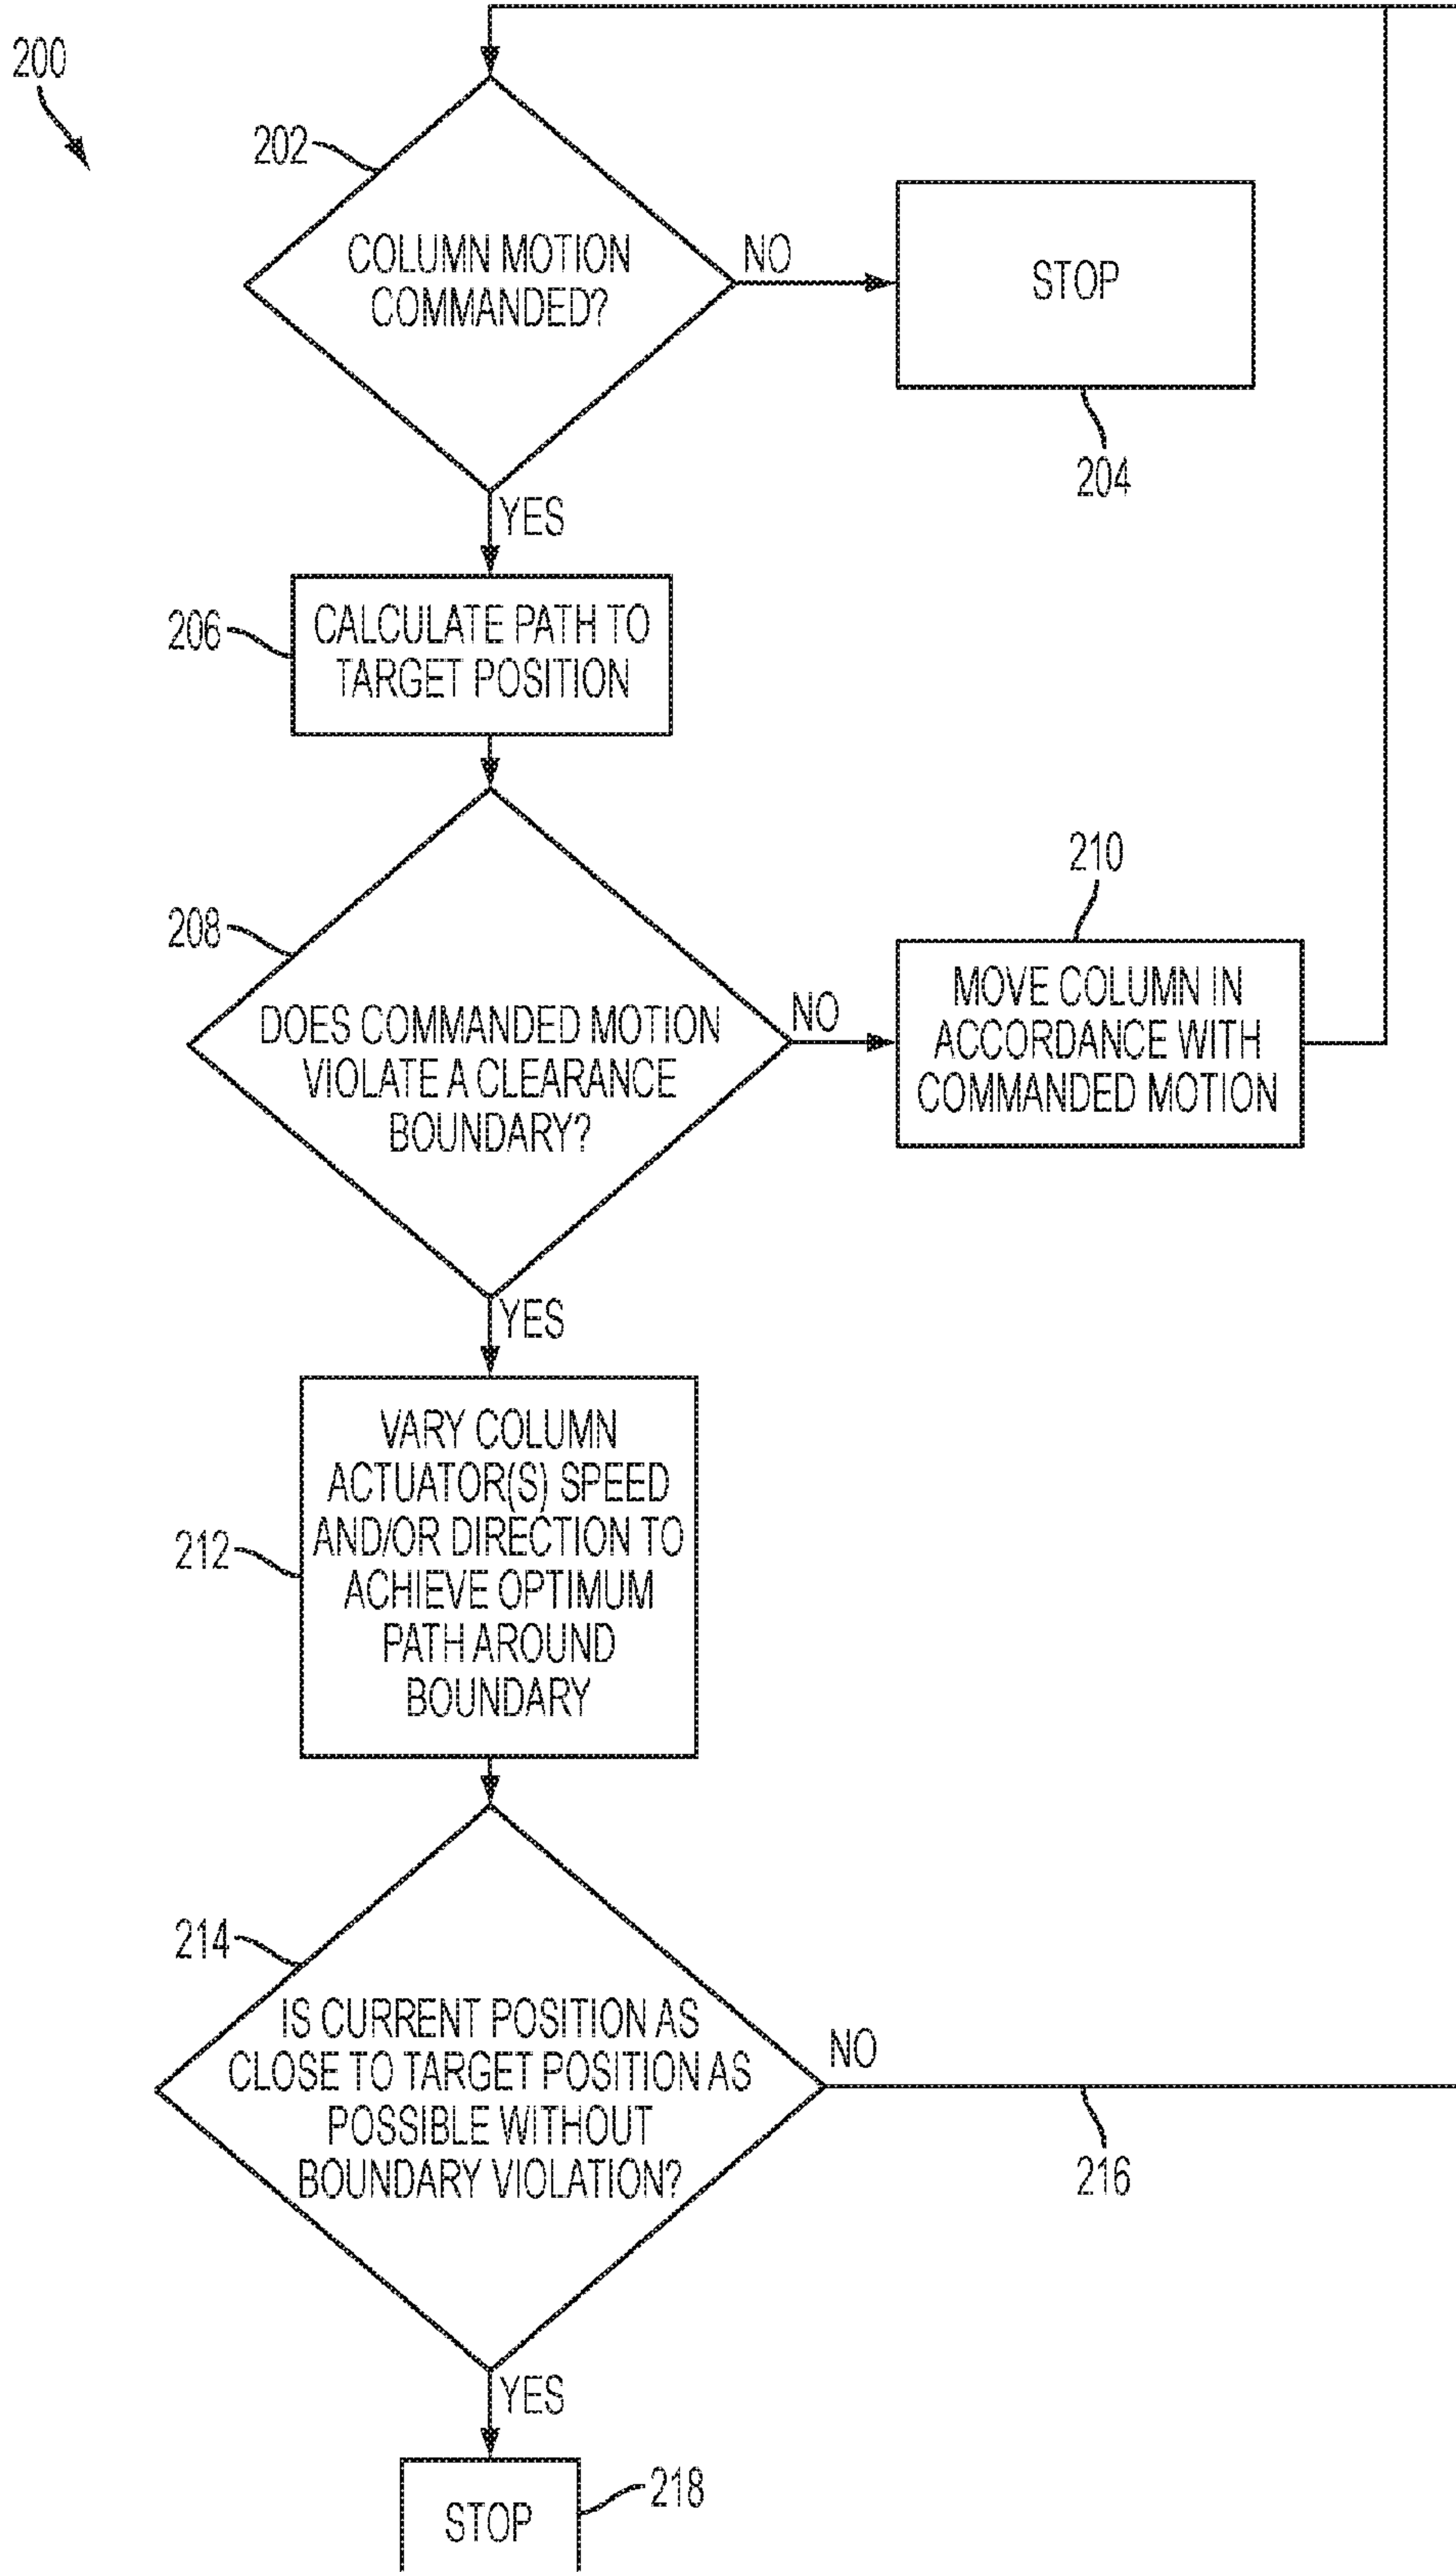 200
202
COLUMN MOTION
COMMANDED?
NO
STOP
204
YES
206
CALCULATE PATH TO
TARGET POSITION
208
DOES COMMANDED MOTION
VIOLATE A CLEARANCE
BOUNDARY?
NO
210
MOVE COLUMN IN
ACCORDANCE WITH
COMMANDED MOTION
YES
212
VARY COLUMN
ACTUATOR(S) SPEED
AND/OR DIRECTION TO
ACHIEVE OPTIMUM
PATH AROUND
BOUNDARY
214
IS CURRENT POSITION AS
CLOSE TO TARGET POSITION AS
POSSIBLE WITHOUT
BOUNDARY VIOLATION?
NO
216
YES
STOP
218